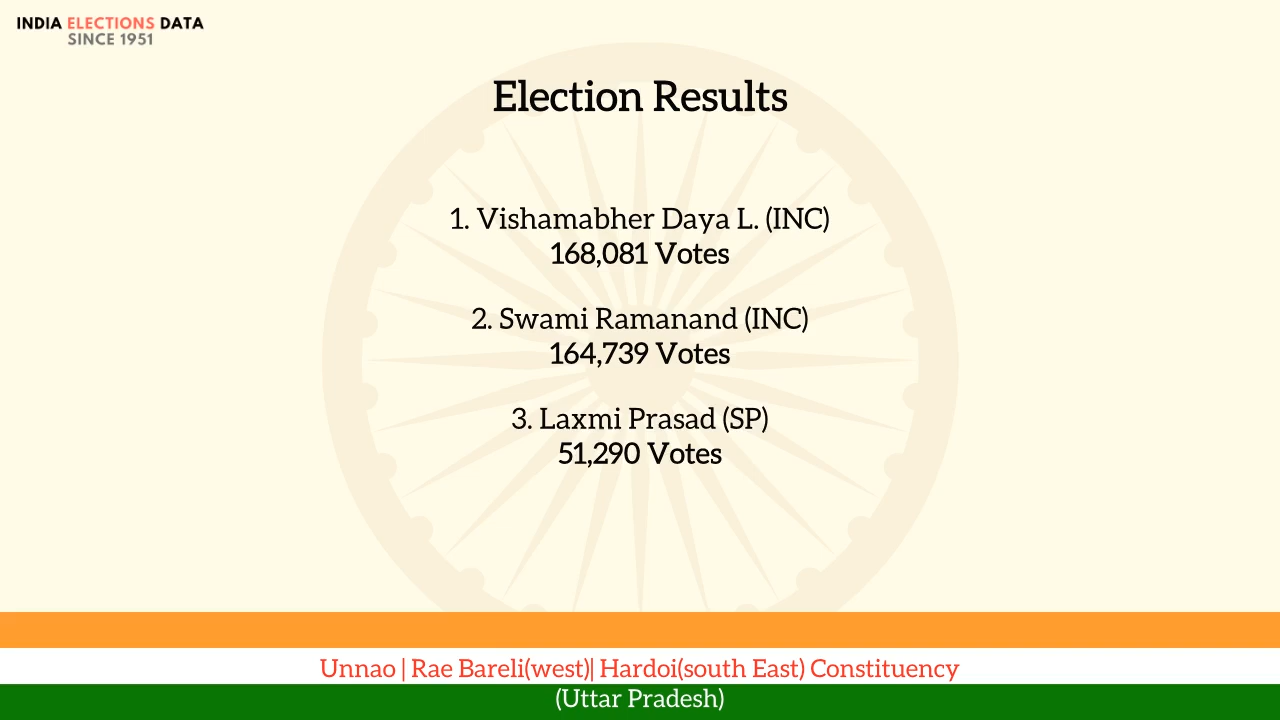 INDIA ELECTIONS DATA
SINCE 1951
Election Results
1. Vishamabher Daya L. (INC)
168,081 Votes
2. Swami Ramanand (INC)
164,739 Votes
3. Laxmi Prasad (SP)
51,290 Votes
Unnao | Rae Bareli(west)| Hardoi(south East) Constituency
(Uttar Pradesh)